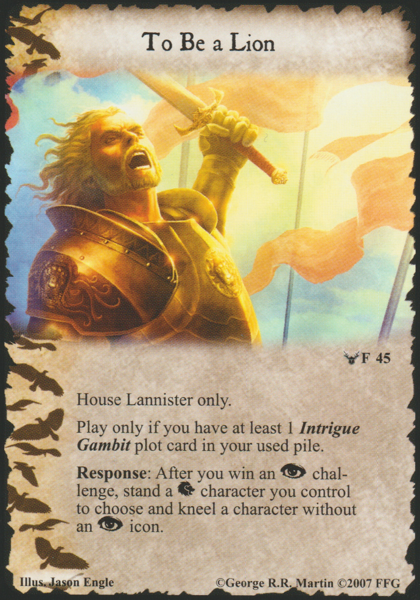 To Be a Lion
F 45
House Lannister only.
Play only if you have at least 1 Intrigue
Gambit plot card in your used pile.
Response: After you win an chal-
lenge, stand a character you control
to choose and kneel a character without
an icon.
Illus. Jason Engle ©George R.R. Martin ©2007 FFG